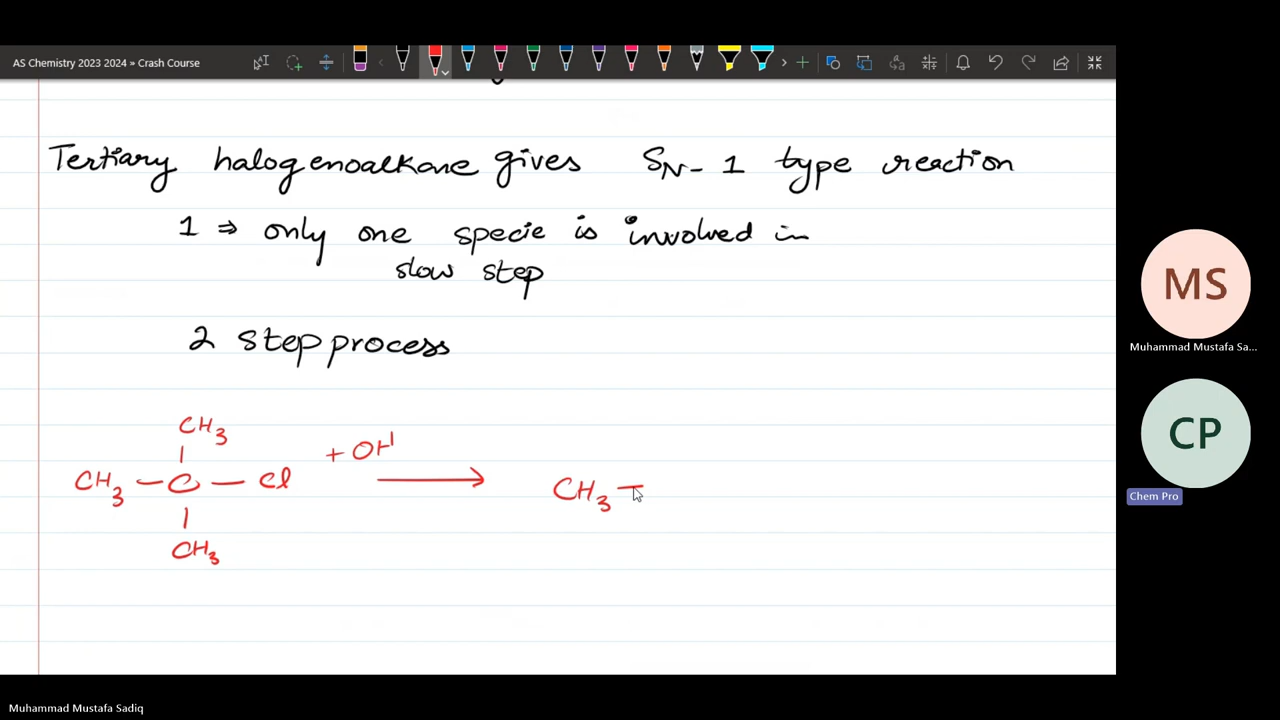 AS Chemistry 2023 2024 » Crash Course
Tertiary halogenoalkane gives SN-1 type reaction
1 ⇒ only one specie is involved in
slow step
2 step process
CH3
CH3 — C — Cl + OH⁻ → CH3 —
CH3
MS
Muhammad Mustafa Sa...
CP
Chem Pro
Muhammad Mustafa Sadiq